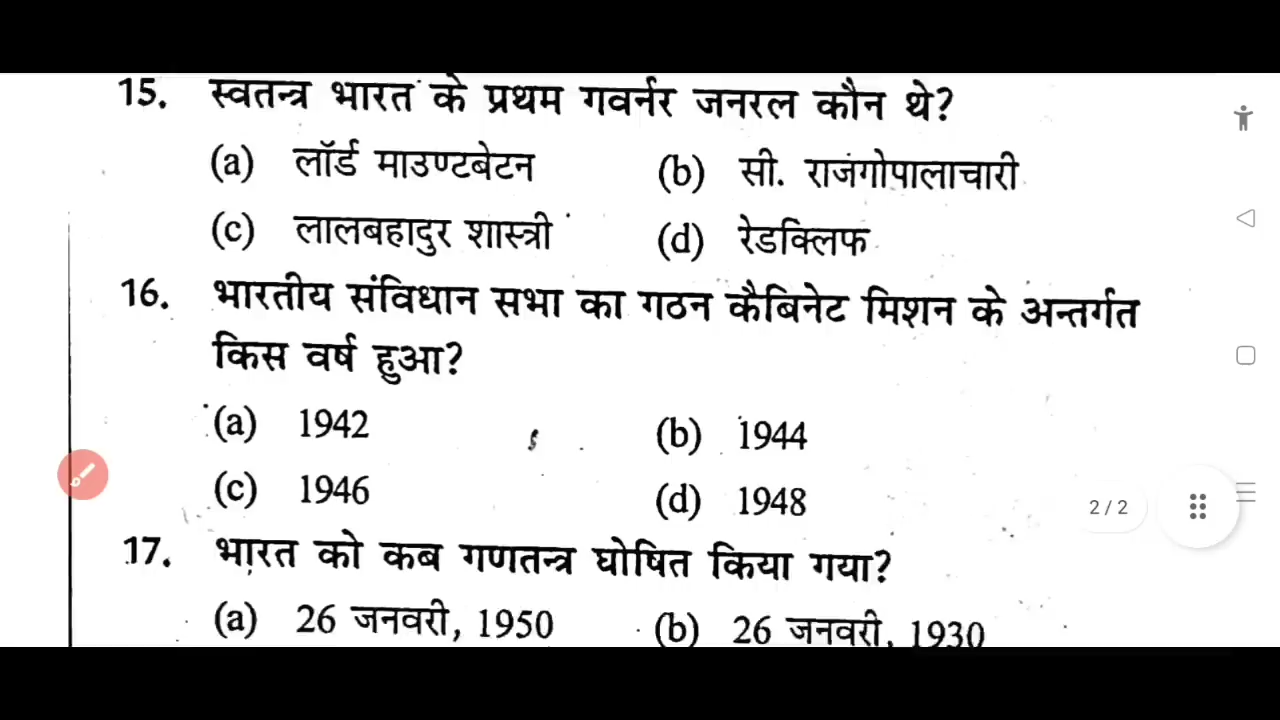 15. स्वतन्त्र भारत के प्रथम गवर्नर जनरल कौन थे?
(a) लॉर्ड माउण्टबेटन (b) सी. राजगोपालाचारी
(c) लालबहादुर शास्त्री (d) रेडक्लिफ
16. भारतीय संविधान सभा का गठन कैबिनेट मिशन के अन्तर्गत
किस वर्ष हुआ?
(a) 1942 (b) 1944
(c) 1946 (d) 1948
2/2
17. भारत को कब गणतन्त्र घोषित किया गया?
(a) 26 जनवरी, 1950 (b) 26 जनवरी, 1930